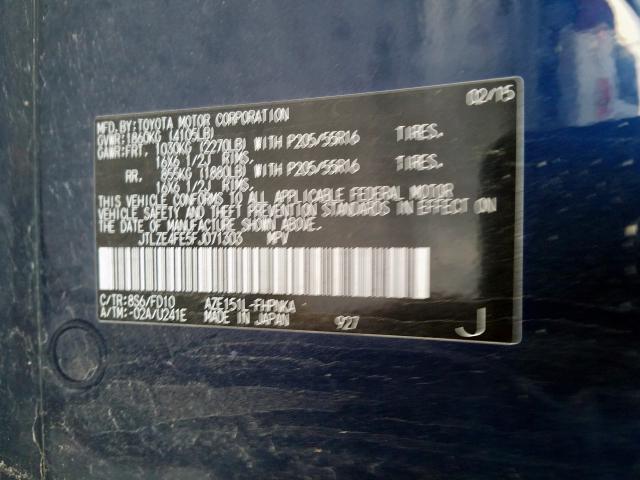 02/15
MFD.BY:TOYOTA MOTOR CORPORATION
GVWR:1860KG (4105LB)
GAWR:FRT. 1030KG (2270LB) WITH P205/55R16 TIRES,
16X6 1/2J RIMS,
RR. 855KG (1880LB) WITH P205/55R16 TIRES,
16X6 1/2J RIMS.
THIS VEHICLE CONFORMS TO ALL APPLICABLE FEDERAL MOTOR
VEHICLE SAFETY AND THEFT PREVENTION STANDARDS IN EFFECT ON
THE DATE OF MANUFACTURE SHOWN ABOVE.
JTLZE4FE5FJ071303 MPV
C/TR:8S6/FD10 AZE151L-FHPNKA
A/TM:-02A/U241E MADE IN JAPAN 927
J